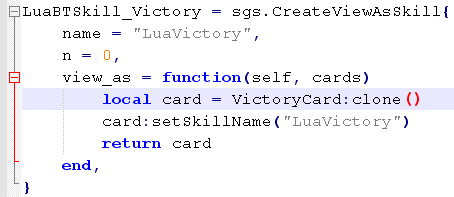 LuaBTSkill_Victory = sgs.CreateViewAsSkill{
    name = "LuaVictory",
    n = 0,
    view_as = function(self, cards)
        local card = VictoryCard:clone()
        card:setSkillName("LuaVictory")
        return card
    end,
}